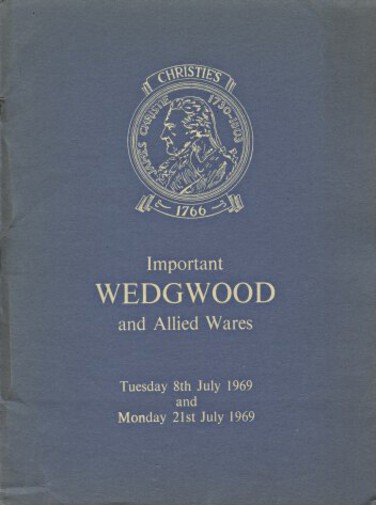 CHRISTIE'S
JAMES CHRISTIE 1730-1803
1766
Important
WEDGWOOD
and Allied Wares
Tuesday 8th July 1969
and
Monday 21st July 1969